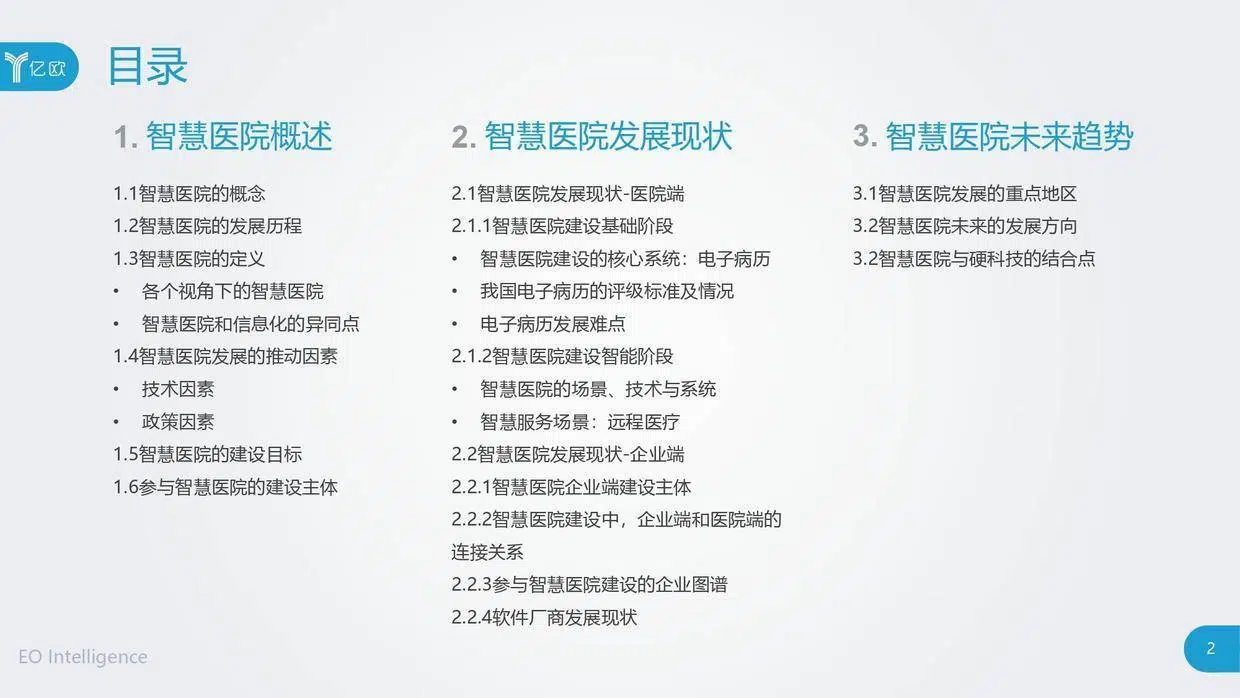 亿欧
目录
1. 智慧医院概述
1.1智慧医院的概念
1.2智慧医院的发展历程
1.3智慧医院的定义
• 各个视角下的智慧医院
• 智慧医院和信息化的异同点
1.4智慧医院发展的推动因素
• 技术因素
• 政策因素
1.5智慧医院的建设目标
1.6参与智慧医院的建设主体
2. 智慧医院发展现状
2.1智慧医院发展现状-医院端
2.1.1智慧医院建设基础阶段
• 智慧医院建设的核心系统：电子病历
• 我国电子病历的评级标准及情况
• 电子病历发展难点
2.1.2智慧医院建设智能阶段
• 智慧医院的场景、技术与系统
• 智慧服务场景：远程医疗
2.2智慧医院发展现状-企业端
2.2.1智慧医院企业端建设主体
2.2.2智慧医院建设中，企业端和医院端的
连接关系
2.2.3参与智慧医院建设的企业图谱
2.2.4软件厂商发展现状
3. 智慧医院未来趋势
3.1智慧医院发展的重点地区
3.2智慧医院未来的发展方向
3.2智慧医院与硬科技的结合点
EO Intelligence
2